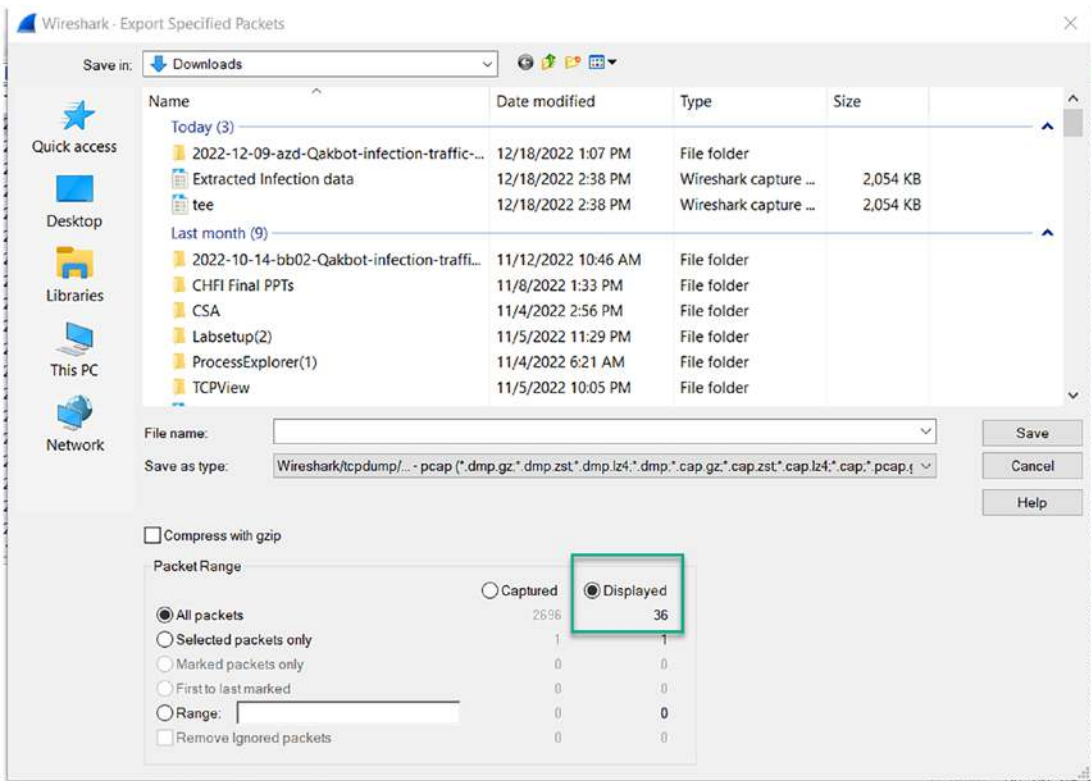 Wireshark - Export Specified Packets
Save in: Downloads
Name Date modified Type Size
Today (3)
2022-12-09-azd-Qakbot-infection-traffic-... 12/18/2022 1:07 PM File folder
Extracted Infection data 12/18/2022 2:38 PM Wireshark capture ... 2,054 KB
tee 12/18/2022 2:38 PM Wireshark capture ... 2,054 KB
Last month (9)
2022-10-14-bb02-Qakbot-infection-traffi... 11/12/2022 10:46 AM File folder
CHFI Final PPTs 11/8/2022 1:33 PM File folder
CSA 11/4/2022 2:56 PM File folder
Labsetup(2) 11/5/2022 11:29 PM File folder
ProcessExplorer(1) 11/4/2022 6:21 AM File folder
TCPView 11/5/2022 10:05 PM File folder
Quick access
Desktop
Libraries
This PC
Network
File name: Save
Save as type: Wireshark/tcpdump/... - pcap (*.dmp.gz;*.dmp.zst;*.dmp.lz4;*.dmp;*.cap.gz;*.cap.zst;*.cap.lz4;*.cap;*.pcap.g Cancel
Help
Compress with gzip
Packet Range
Captured Displayed
All packets 2696 36
Selected packets only 1 1
Marked packets only 0 0
First to last marked 0 0
Range: 0 0
Remove Ignored packets 0 0